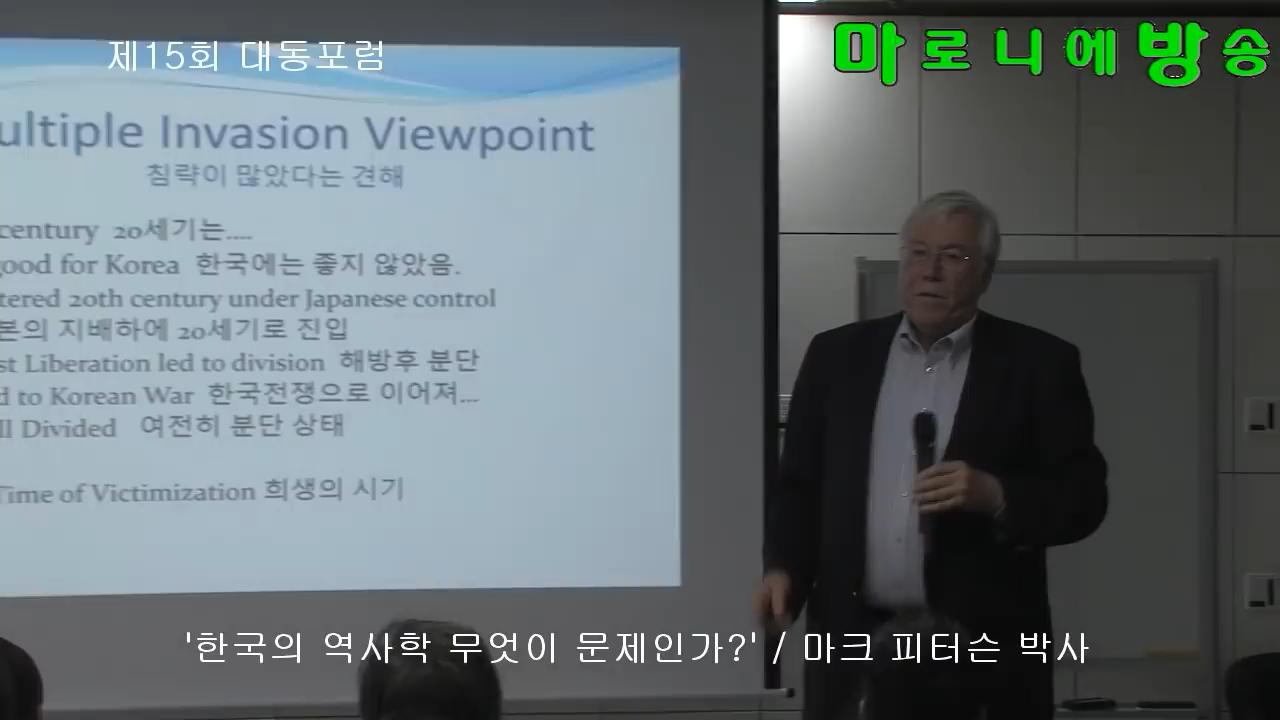 제15회 대동포럼
마로니에방송
ultiple Invasion Viewpoint
침략이 많았다는 견해
century 20세기는....
good for Korea 한국에는 좋지 않았음.
tered 20th century under Japanese control
본의 지배하에 20세기로 진입
st Liberation led to division 해방후 분단
d to Korean War 한국전쟁으로 이어져...
ll Divided 여전히 분단 상태
Time of Victimization 희생의 시기
'한국의 역사학 무엇이 문제인가?' / 마크 피터슨 박사